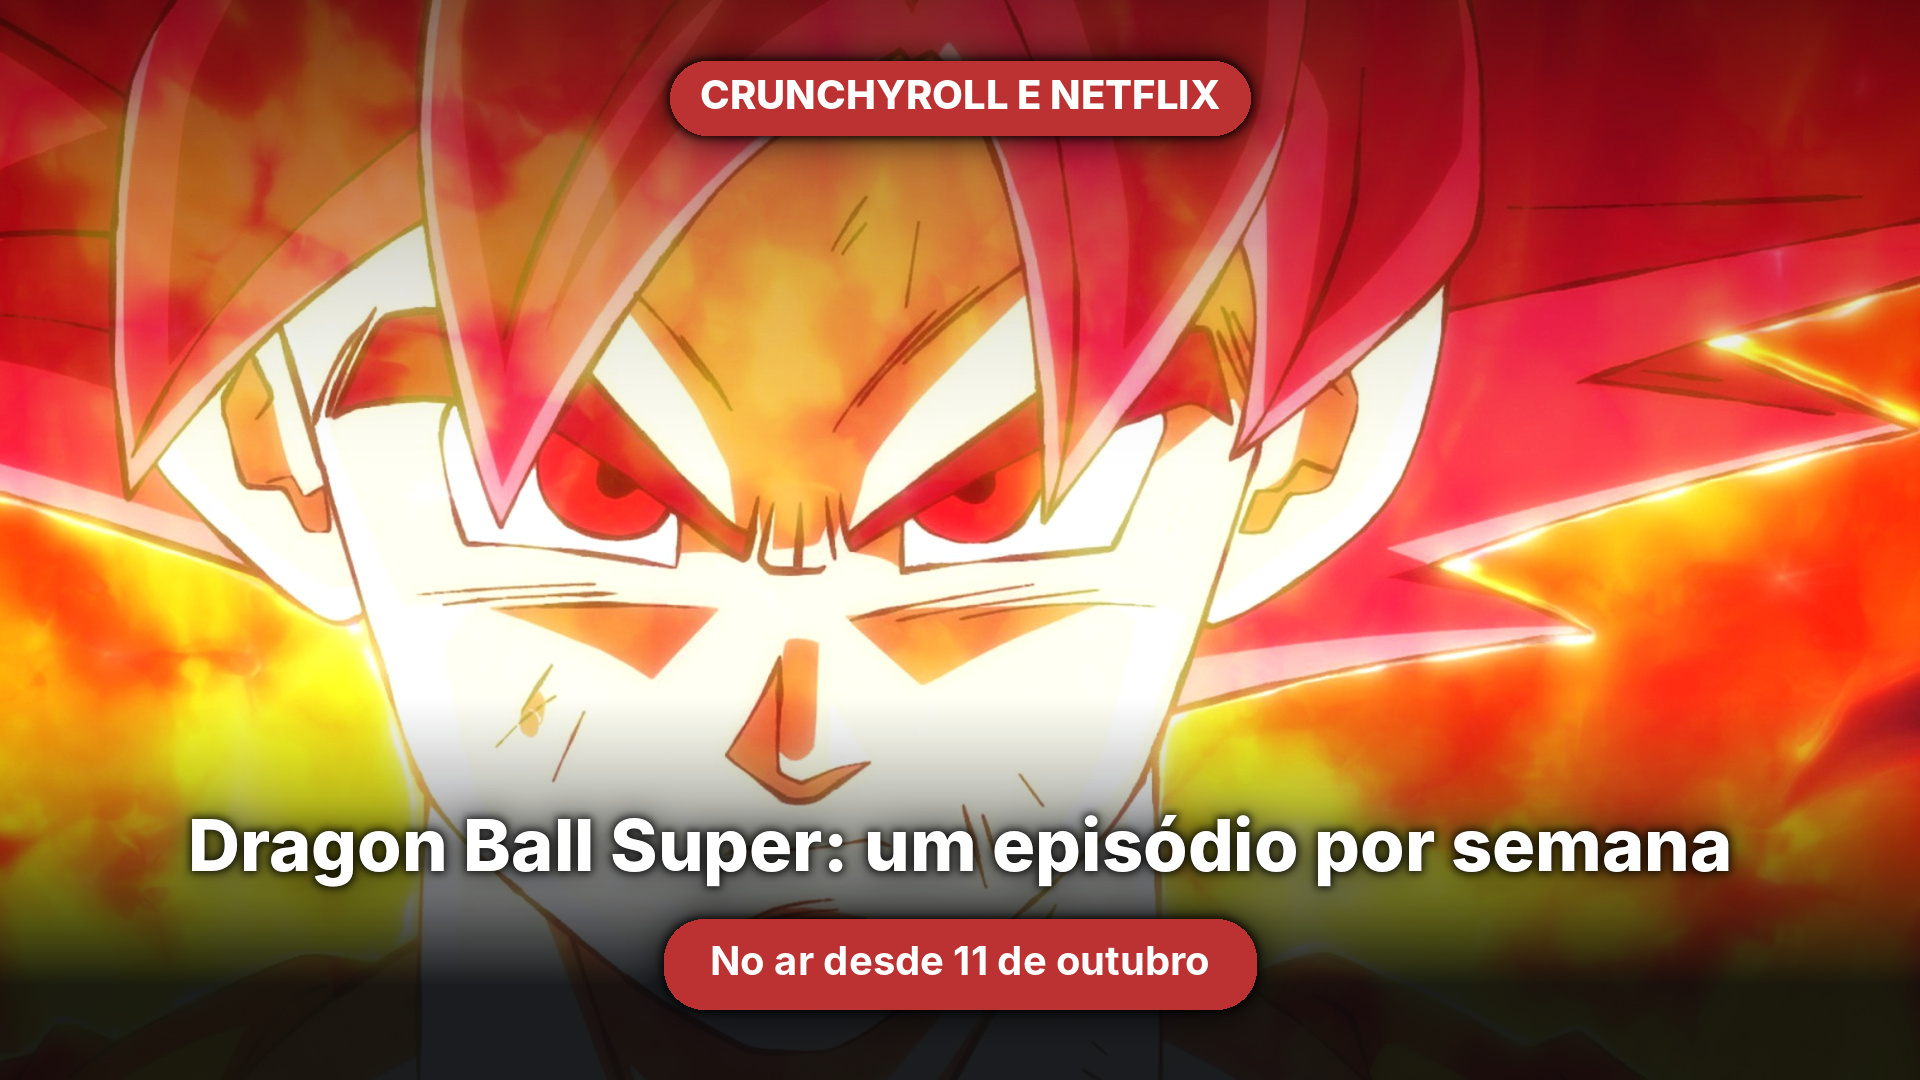 CRUNCHYROLL E NETFLIX
Dragon Ball Super: um episódio por semana
No ar desde 11 de outubro